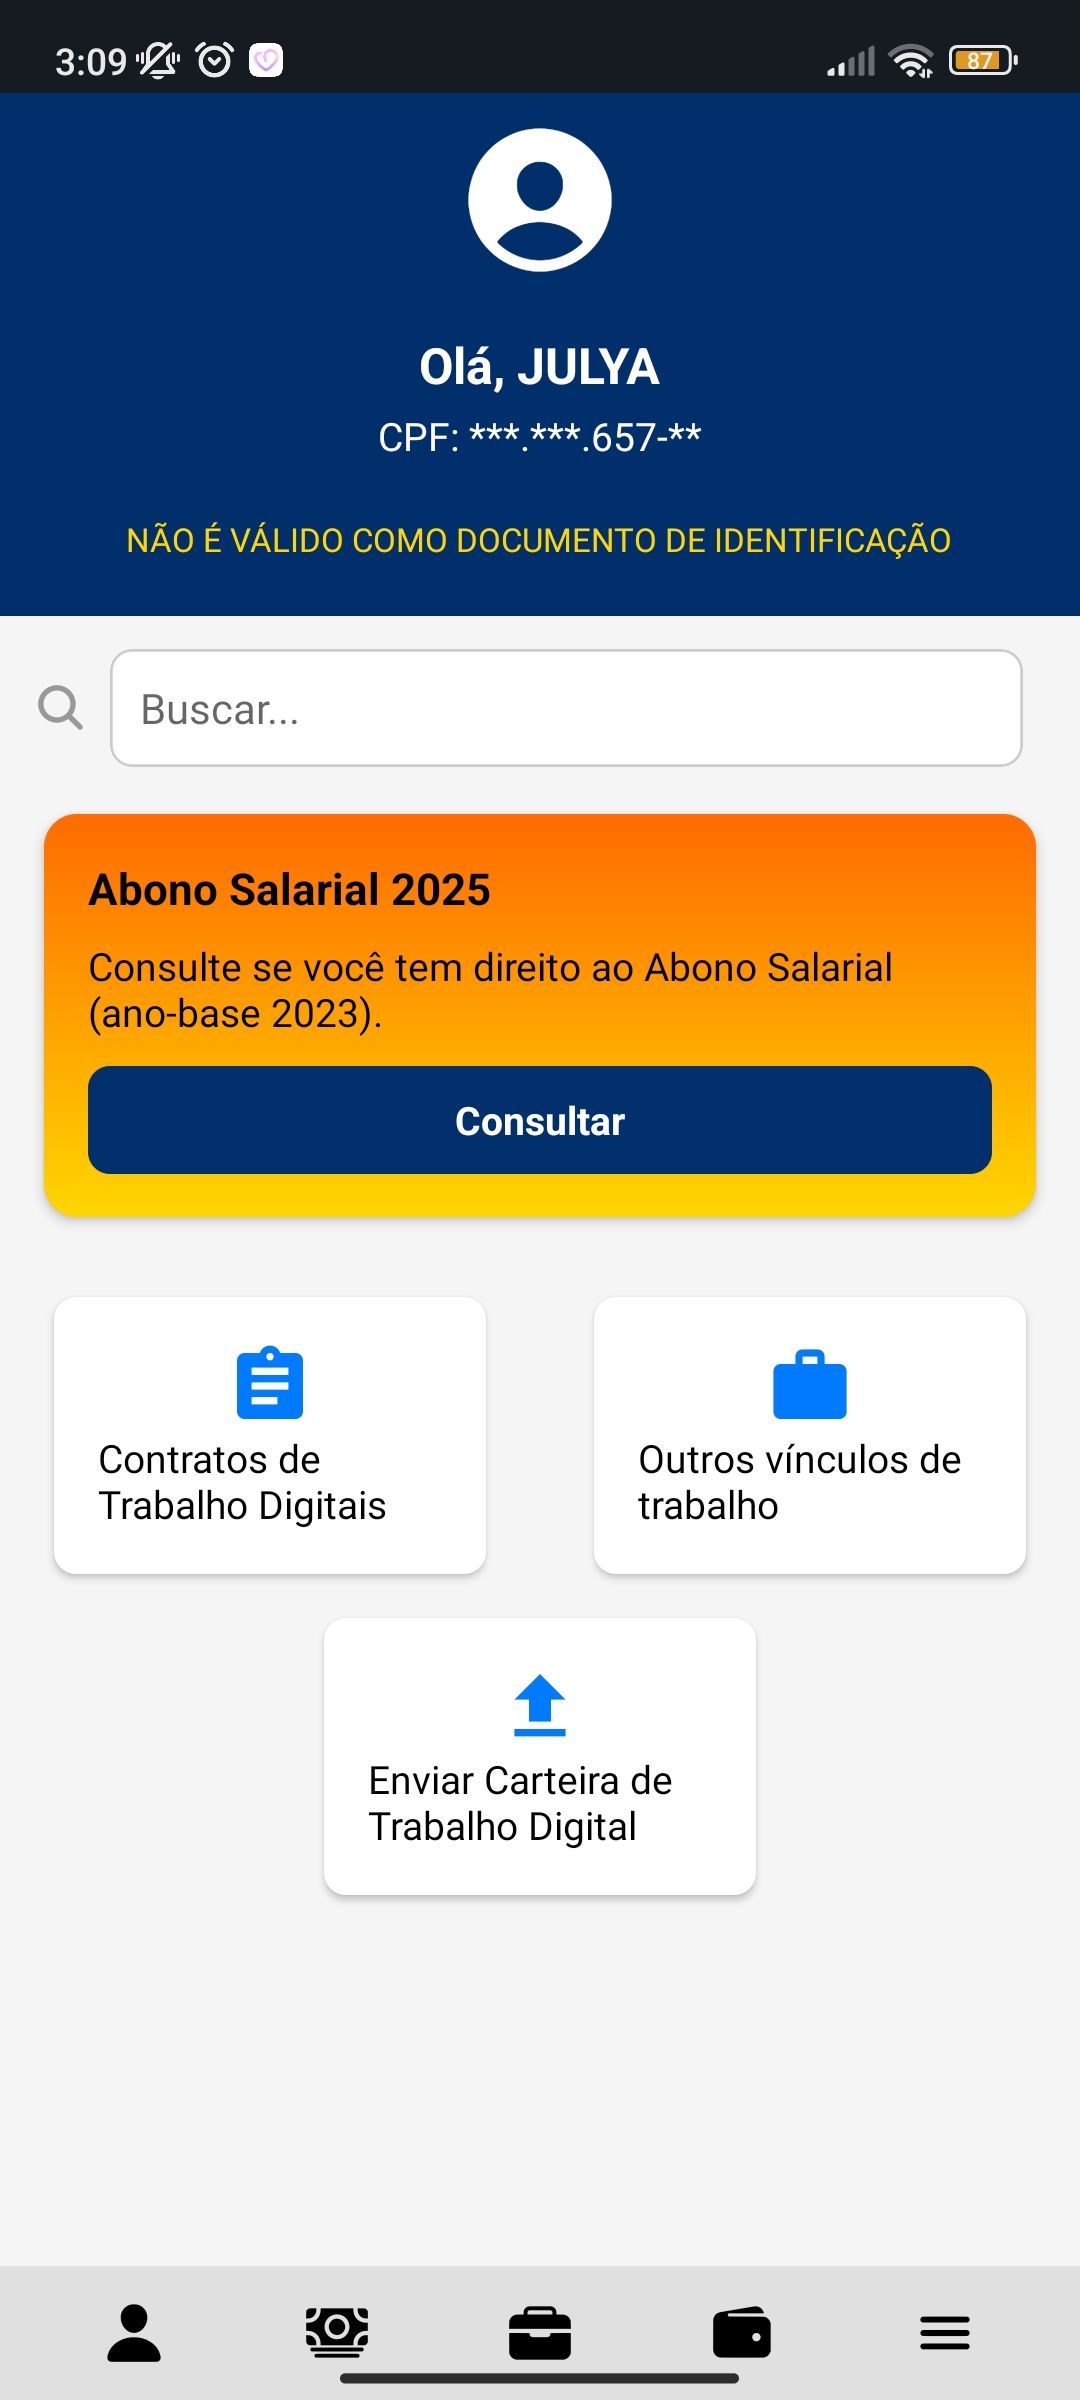 3:09
87
Olá, JULYA
CPF: ***.***.657-**
NÃO É VÁLIDO COMO DOCUMENTO DE IDENTIFICAÇÃO
Buscar...
Abono Salarial 2025
Consulte se você tem direito ao Abono Salarial
(ano-base 2023).
Consultar
Contratos de
Trabalho Digitais
Outros vínculos de
trabalho
Enviar Carteira de
Trabalho Digital